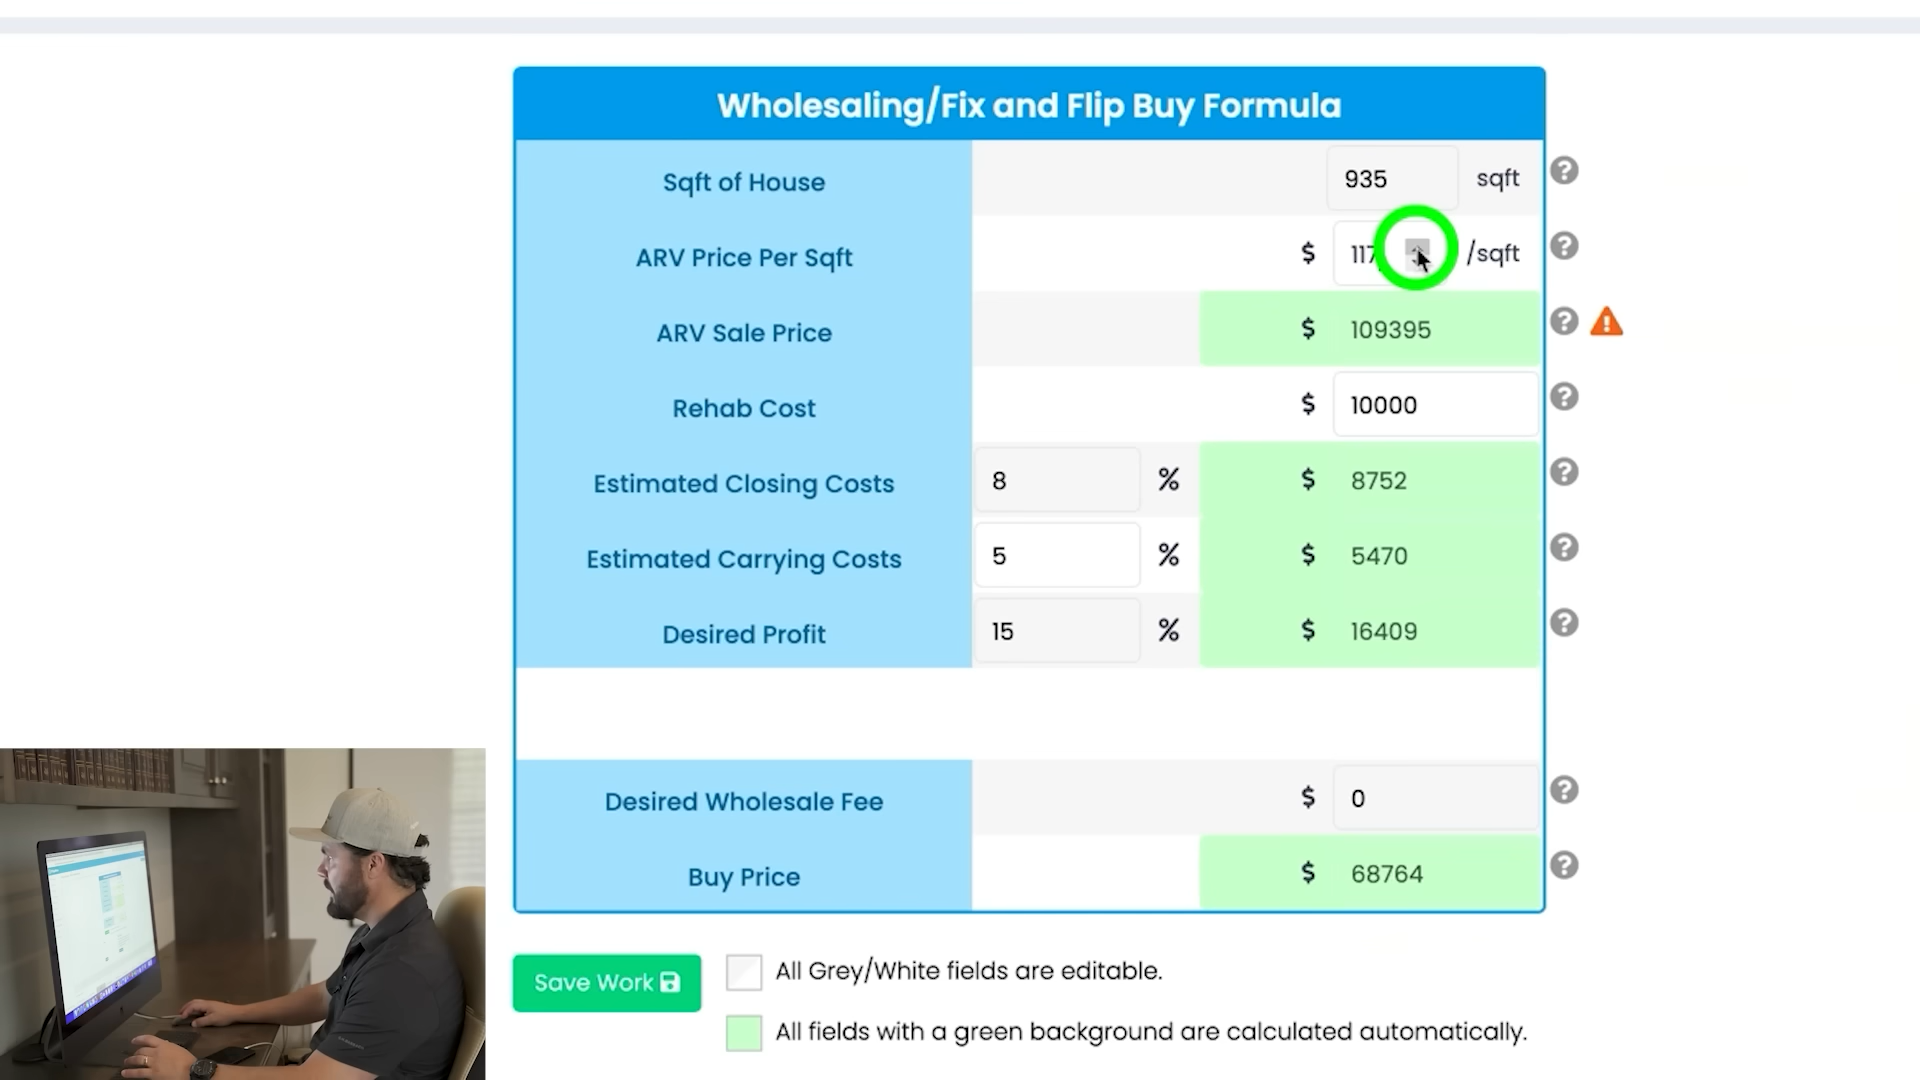 Wholesaling/Fix and Flip Buy Formula
Sqft of House 935 sqft
ARV Price Per Sqft $ 117 /sqft
ARV Sale Price $ 109395
Rehab Cost $ 10000
Estimated Closing Costs 8 % $ 8752
Estimated Carrying Costs 5 % $ 5470
Desired Profit 15 % $ 16409
Desired Wholesale Fee $ 0
Buy Price $ 68764
Save Work
All Grey/White fields are editable.
All fields with a green background are calculated automatically.